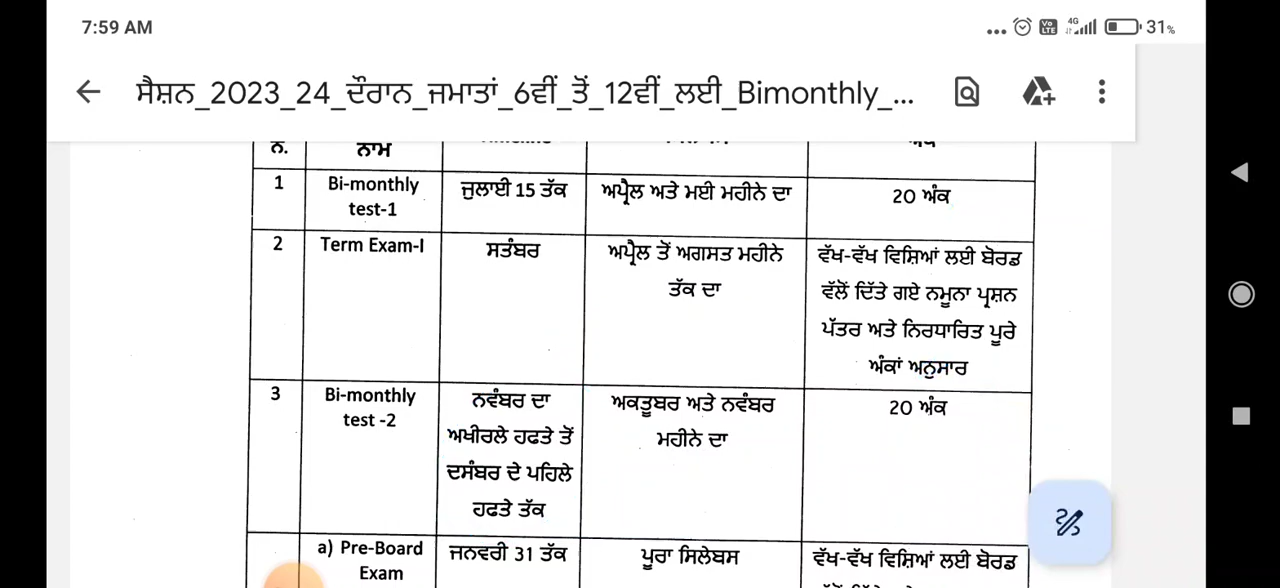 7:59 AM
... Vo LTE 4G 31%
ਸੈਸ਼ਨ_2023_24_ਦੌਰਾਨ_ਜਮਾਤਾਂ_6ਵੀਂ_ਤੋਂ_12ਵੀਂ_ਲਈ_Bimonthly_...
ਨੰ. ਨਾਮ
1 Bi-monthly ਜੁਲਾਈ 15 ਤੱਕ ਅਪ੍ਰੈਲ ਅਤੇ ਮਈ ਮਹੀਨੇ ਦਾ 20 ਅੰਕ
test-1
2 Term Exam-I ਸਤੰਬਰ ਅਪ੍ਰੈਲ ਤੋਂ ਅਗਸਤ ਮਹੀਨੇ ਵੱਖ-ਵੱਖ ਵਿਸ਼ਿਆਂ ਲਈ ਬੋਰਡ
ਤੱਕ ਦਾ ਵੱਲੋਂ ਦਿੱਤੇ ਗਏ ਨਮੂਨਾ ਪ੍ਰਸ਼ਨ
ਪੱਤਰ ਅਤੇ ਨਿਰਧਾਰਿਤ ਪੂਰੇ
ਅੰਕਾਂ ਅਨੁਸਾਰ
3 Bi-monthly ਨਵੰਬਰ ਦਾ ਅਕਤੂਬਰ ਅਤੇ ਨਵੰਬਰ 20 ਅੰਕ
test -2 ਅਖੀਰਲੇ ਹਫਤੇ ਤੋਂ ਮਹੀਨੇ ਦਾ
ਦਸੰਬਰ ਦੇ ਪਹਿਲੇ
ਹਫਤੇ ਤੱਕ
a) Pre-Board ਜਨਵਰੀ 31 ਤੱਕ ਪੂਰਾ ਸਿਲੇਬਸ ਵੱਖ-ਵੱਖ ਵਿਸ਼ਿਆਂ ਲਈ ਬੋਰਡ
Exam